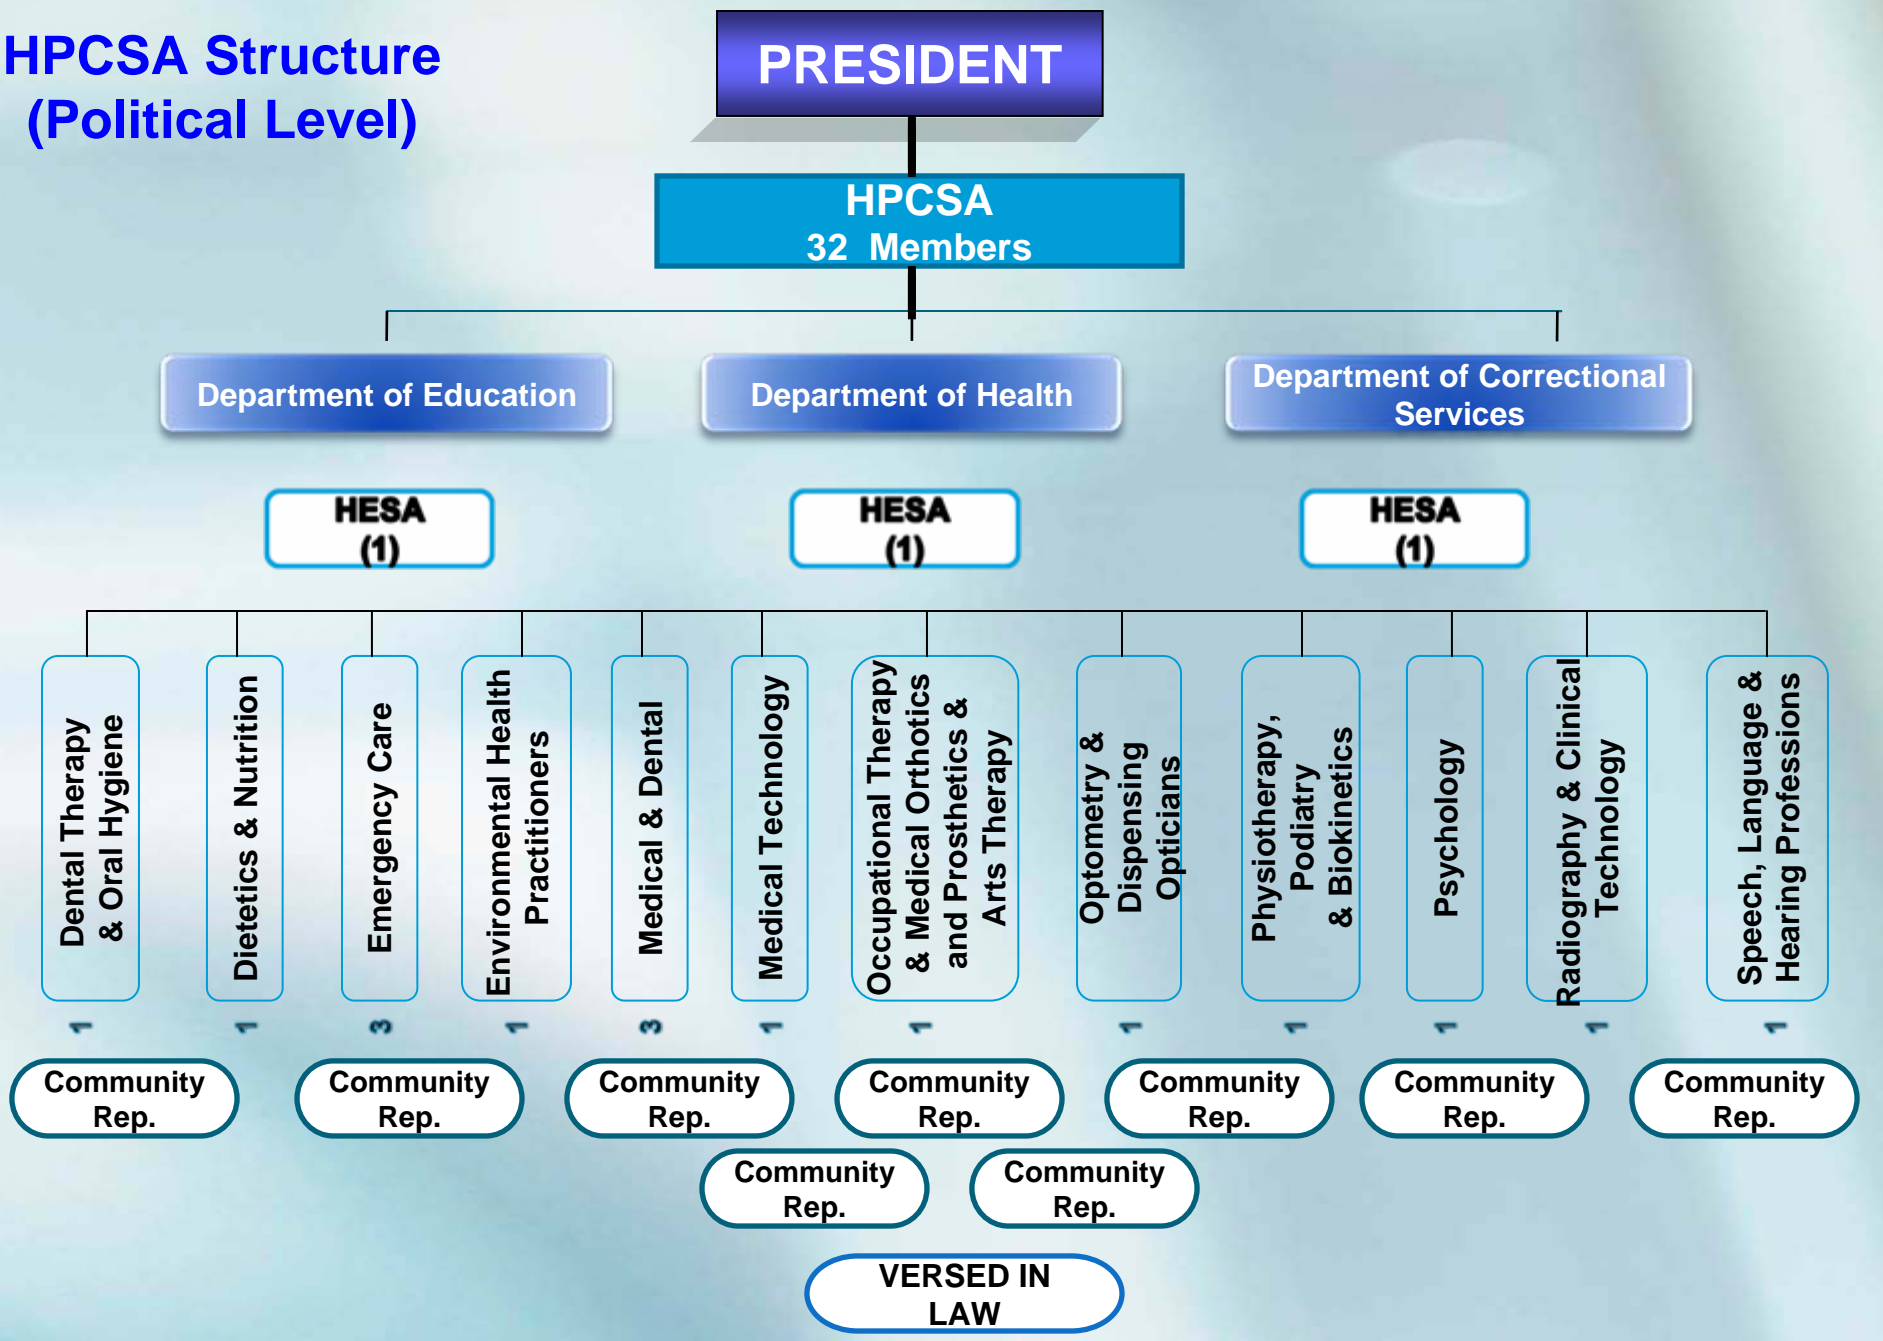 HPCSA Structure
(Political Level)
PRESIDENT
HPCSA
32 Members
Department of Education
Department of Health
Department of Correctional
Services
HESA
(1)
HESA
(1)
HESA
(1)
Dental Therapy
& Oral Hygiene
Dietetics & Nutrition
Emergency Care
Environmental Health
Practitioners
Medical & Dental
Medical Technology
Occupational Therapy
& Medical Orthotics
and Prosthetics &
Arts Therapy
Optometry &
Dispensing
Opticians
Physiotherapy,
Podiatry
& Biokinetics
Psychology
Radiography & Clinical
Technology
Speech, Language &
Hearing Professions
1
1
3
1
3
1
1
1
1
1
1
1
Community
Rep.
Community
Rep.
Community
Rep.
Community
Rep.
Community
Rep.
Community
Rep.
Community
Rep.
Community
Rep.
Community
Rep.
VERSED IN
LAW